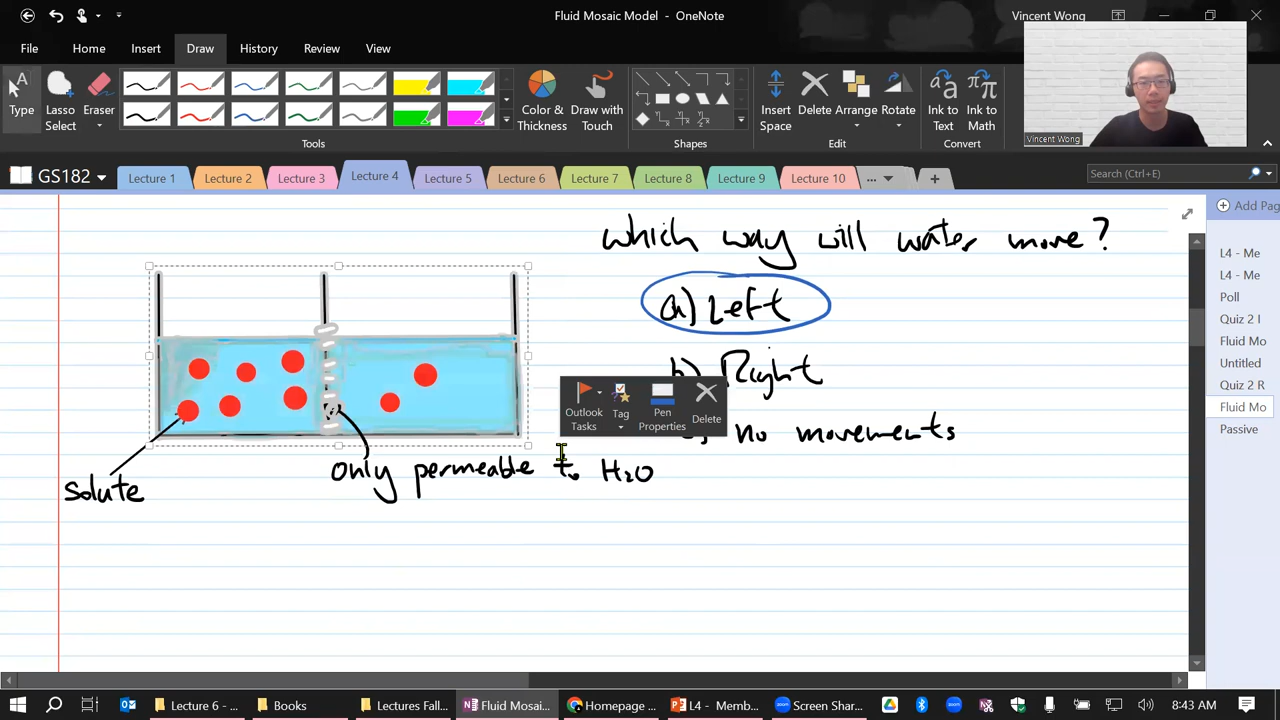 Fluid Mosaic Model - OneNote
Vincent Wong
File Home Insert Draw History Review View
Type
Lasso Select
Eraser
Color & Thickness
Draw with Touch
Insert Space
Delete
Arrange
Rotate
Ink to Text
Ink to Math
Tools
Shapes
Edit
Convert
Vincent Wong
GS182
Lecture 1
Lecture 2
Lecture 3
Lecture 4
Lecture 5
Lecture 6
Lecture 7
Lecture 8
Lecture 9
Lecture 10
...
Search (Ctrl+E)
Add Pag
L4 - Me
L4 - Me
Poll
Quiz 2 I
Fluid Mo
Untitled
Quiz 2 R
Fluid Mo
Passive
which way will water move?
a) Left
b) Right
no movements
Outlook Tasks
Tag
Pen Properties
Delete
only permeable to H2O
Solute
Lecture 6 - ...
Books
Lectures Fall...
Fluid Mosaic...
Homepage ...
L4 - Memb...
Screen Shar...
ENG
8:43 AM